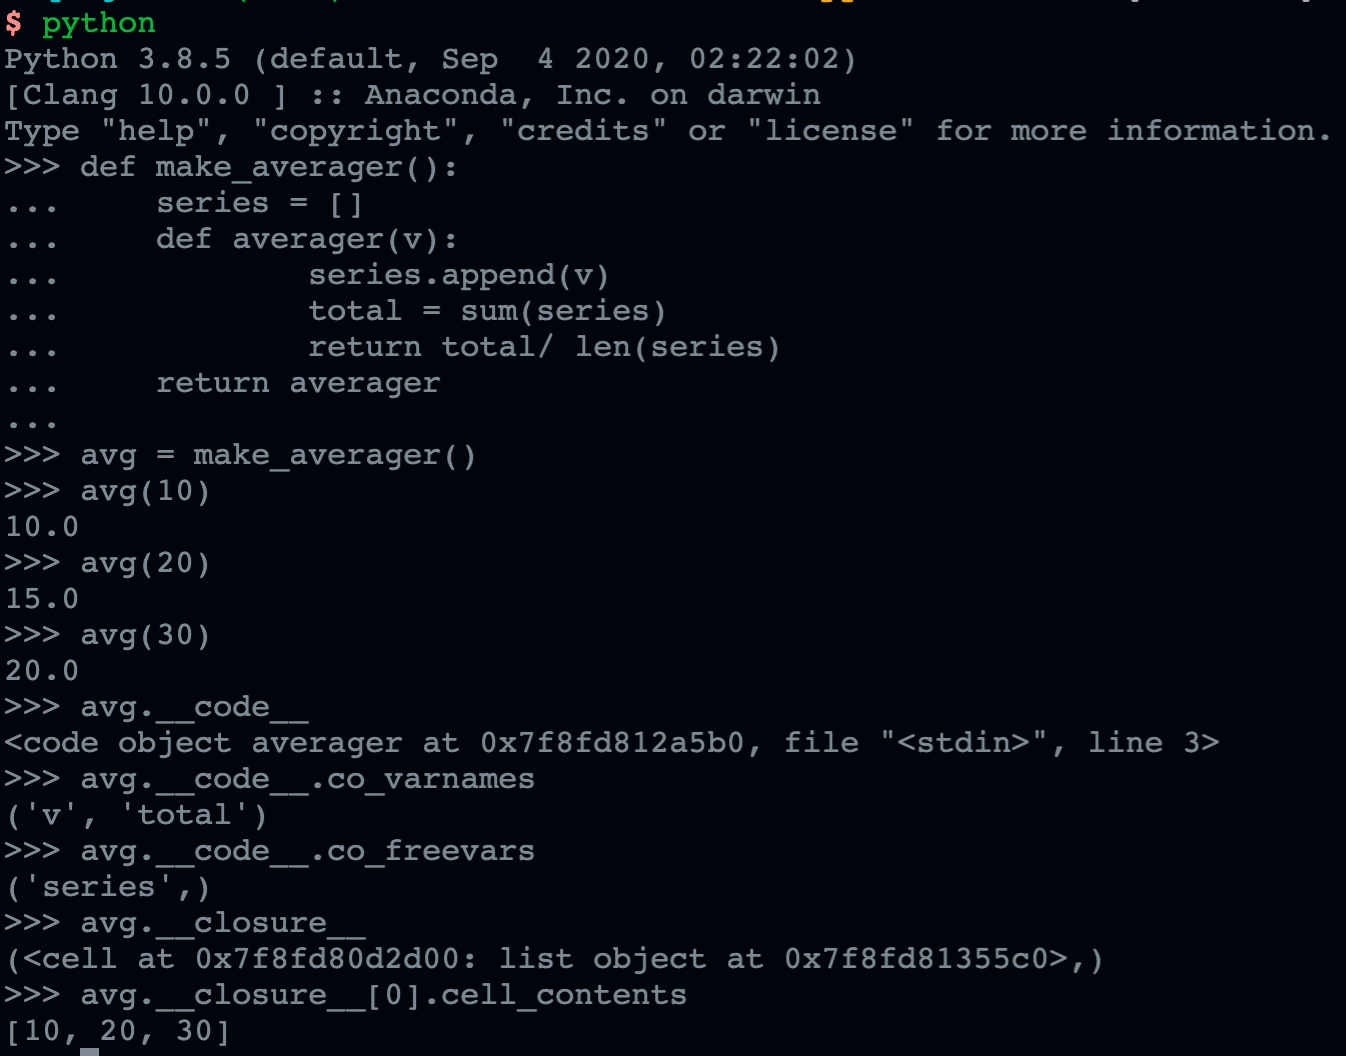 $ python
Python 3.8.5 (default, Sep  4 2020, 02:22:02)
[Clang 10.0.0 ] :: Anaconda, Inc. on darwin
Type "help", "copyright", "credits" or "license" for more information.
>>> def make_averager():
...     series = []
...     def averager(v):
...             series.append(v)
...             total = sum(series)
...             return total/ len(series)
...     return averager
...
>>> avg = make_averager()
>>> avg(10)
10.0
>>> avg(20)
15.0
>>> avg(30)
20.0
>>> avg.__code__
<code object averager at 0x7f8fd812a5b0, file "<stdin>", line 3>
>>> avg.__code__.co_varnames
('v', 'total')
>>> avg.__code__.co_freevars
('series',)
>>> avg.__closure__
(<cell at 0x7f8fd80d2d00: list object at 0x7f8fd81355c0>,)
>>> avg.__closure__[0].cell_contents
[10, 20, 30]